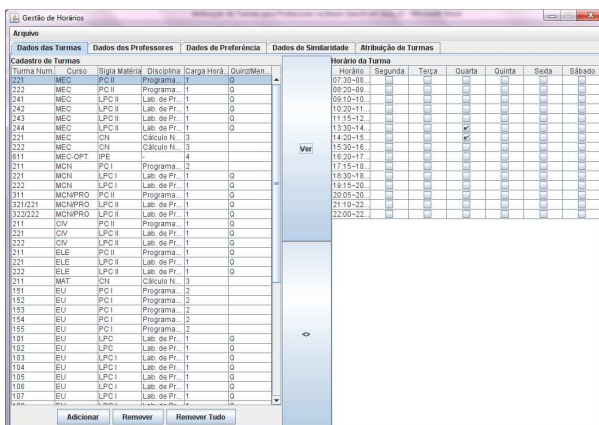 Gestão de Horários
Arquivo
Dados das Turmas Dados dos Professores Dados de Preferência Dados de Similaridade Atribuição de Turmas
Cadastro de Turmas
Turma Num. Curso Sigla Matéria Disciplina Carga Horá... Quinz/Men...
221 MEC PC II Programa... 1 Q
222 MEC PC II Programa... 1 Q
241 MEC LPC II Lab. de Pr... 1 Q
242 MEC LPC II Lab. de Pr... 1 Q
243 MEC LPC II Lab. de Pr... 1 Q
244 MEC LPC II Lab. de Pr... 1 Q
221 MEC CN Cálculo N... 3
222 MEC CN Cálculo N... 3
611 MEC-OPT IPE - 4
211 MCN PC I Programa... 2
221 MCN LPC I Lab. de Pr... 1 Q
222 MCN LPC I Lab. de Pr... 1 Q
311 MCN/PRO PC II Programa... 1 Q
321/221 MCN/PRO LPC II Lab. de Pr... 1 Q
322/222 MCN/PRO LPC II Lab. de Pr... 1 Q
211 CIV PC II Programa... 1 Q
221 CIV LPC II Lab. de Pr... 1 Q
222 CIV LPC II Lab. de Pr... 1 Q
211 ELE PC II Programa... 1 Q
221 ELE LPC II Lab. de Pr... 1 Q
222 ELE LPC II Lab. de Pr... 1 Q
211 MAT CN Cálculo N... 3
151 EU PC I Programa... 2
152 EU PC I Programa... 2
153 EU PC I Programa... 2
154 EU PC I Programa... 2
155 EU PC I Programa... 2
101 EU LPC Lab. de Pr... 1 Q
102 EU LPC Lab. de Pr... 1 Q
103 EU LPC I Lab. de Pr... 1 Q
104 EU LPC I Lab. de Pr... 1 Q
105 EU LPC I Lab. de Pr... 1 Q
106 EU LPC I Lab. de Pr... 1 Q
107 EU LPC I Lab. de Pr... 1 Q
Adicionar Remover Remover Tudo
Ver
<>
Horário da Turma
Horário Segunda Terça Quarta Quinta Sexta Sábado
07:30~08...
08:20~09...
09:10~10...
10:20~11...
11:15~12...
13:30~14...
14:20~15...
15:30~16...
16:20~17...
17:15~18...
18:30~18...
19:15~20...
20:05~20...
21:10~22...
22:00~22...